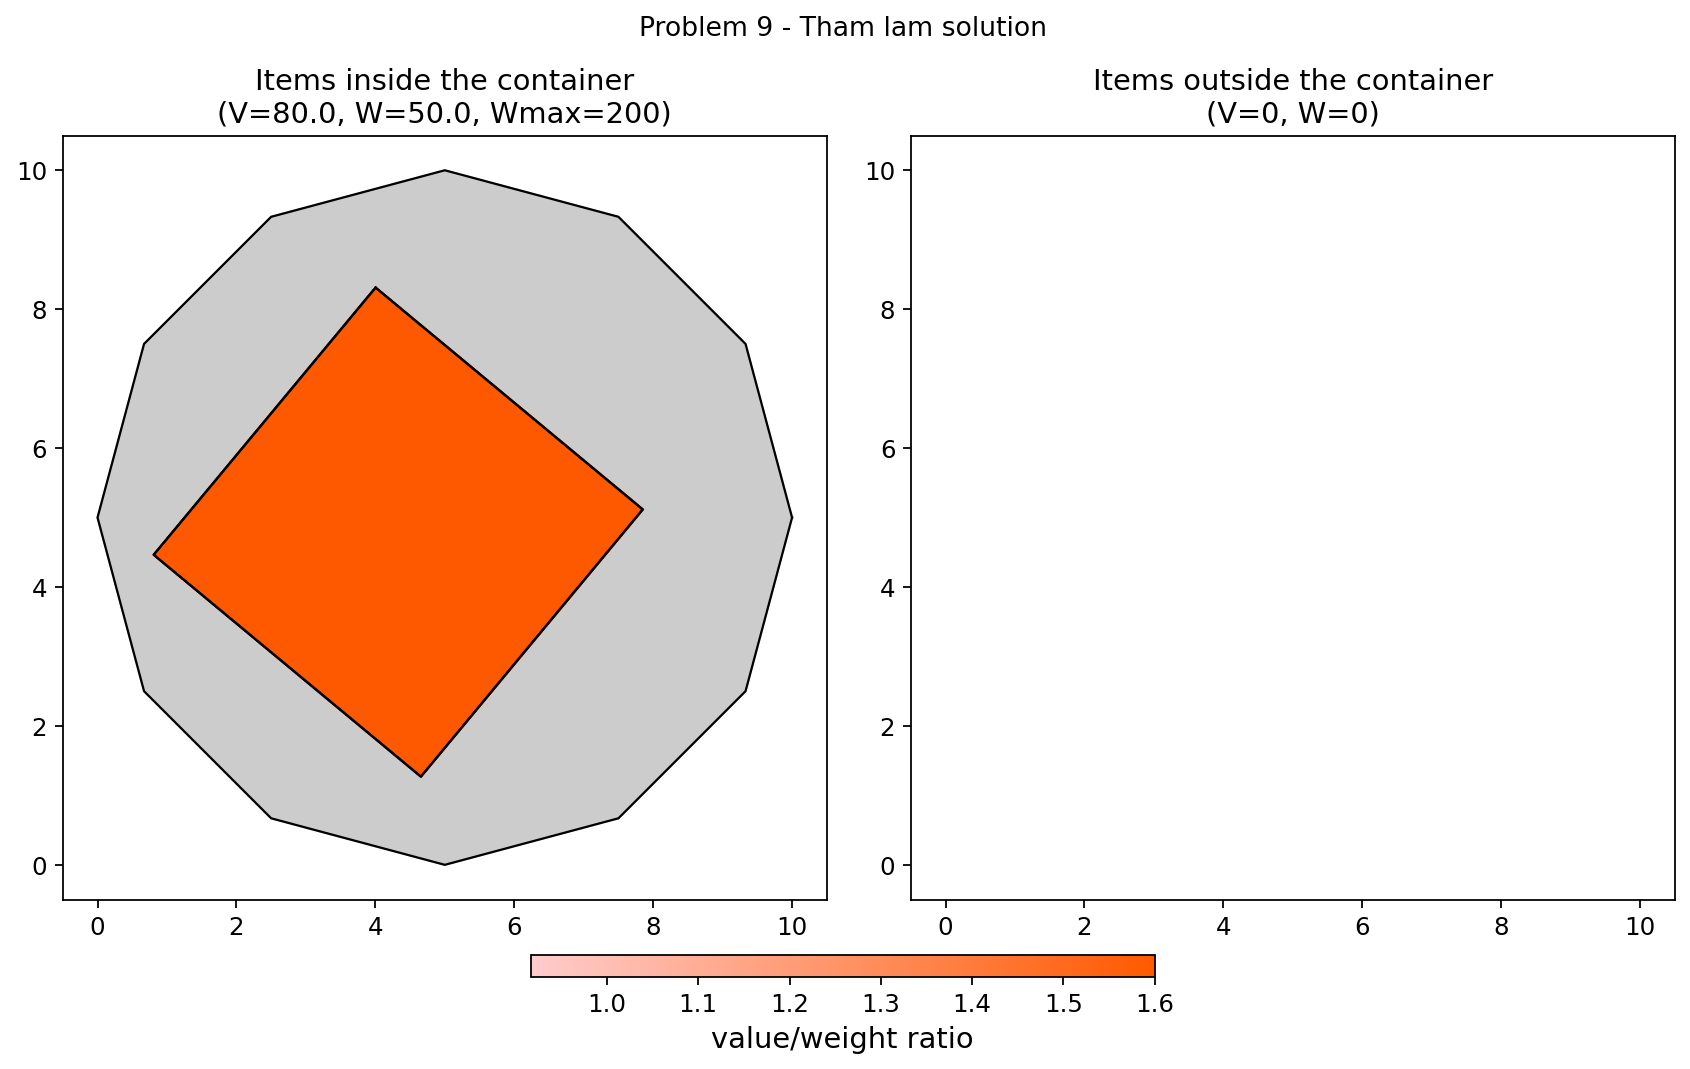 Problem 9 - Tham lam solution
Items inside the container
(V=80.0, W=50.0, Wmax=200)
10
8
6
4
2
0
0 2 4 6 8 10
Items outside the container
(V=0, W=0)
10
8
6
4
2
0
0 2 4 6 8 10
1.0 1.1 1.2 1.3 1.4 1.5 1.6
value/weight ratio